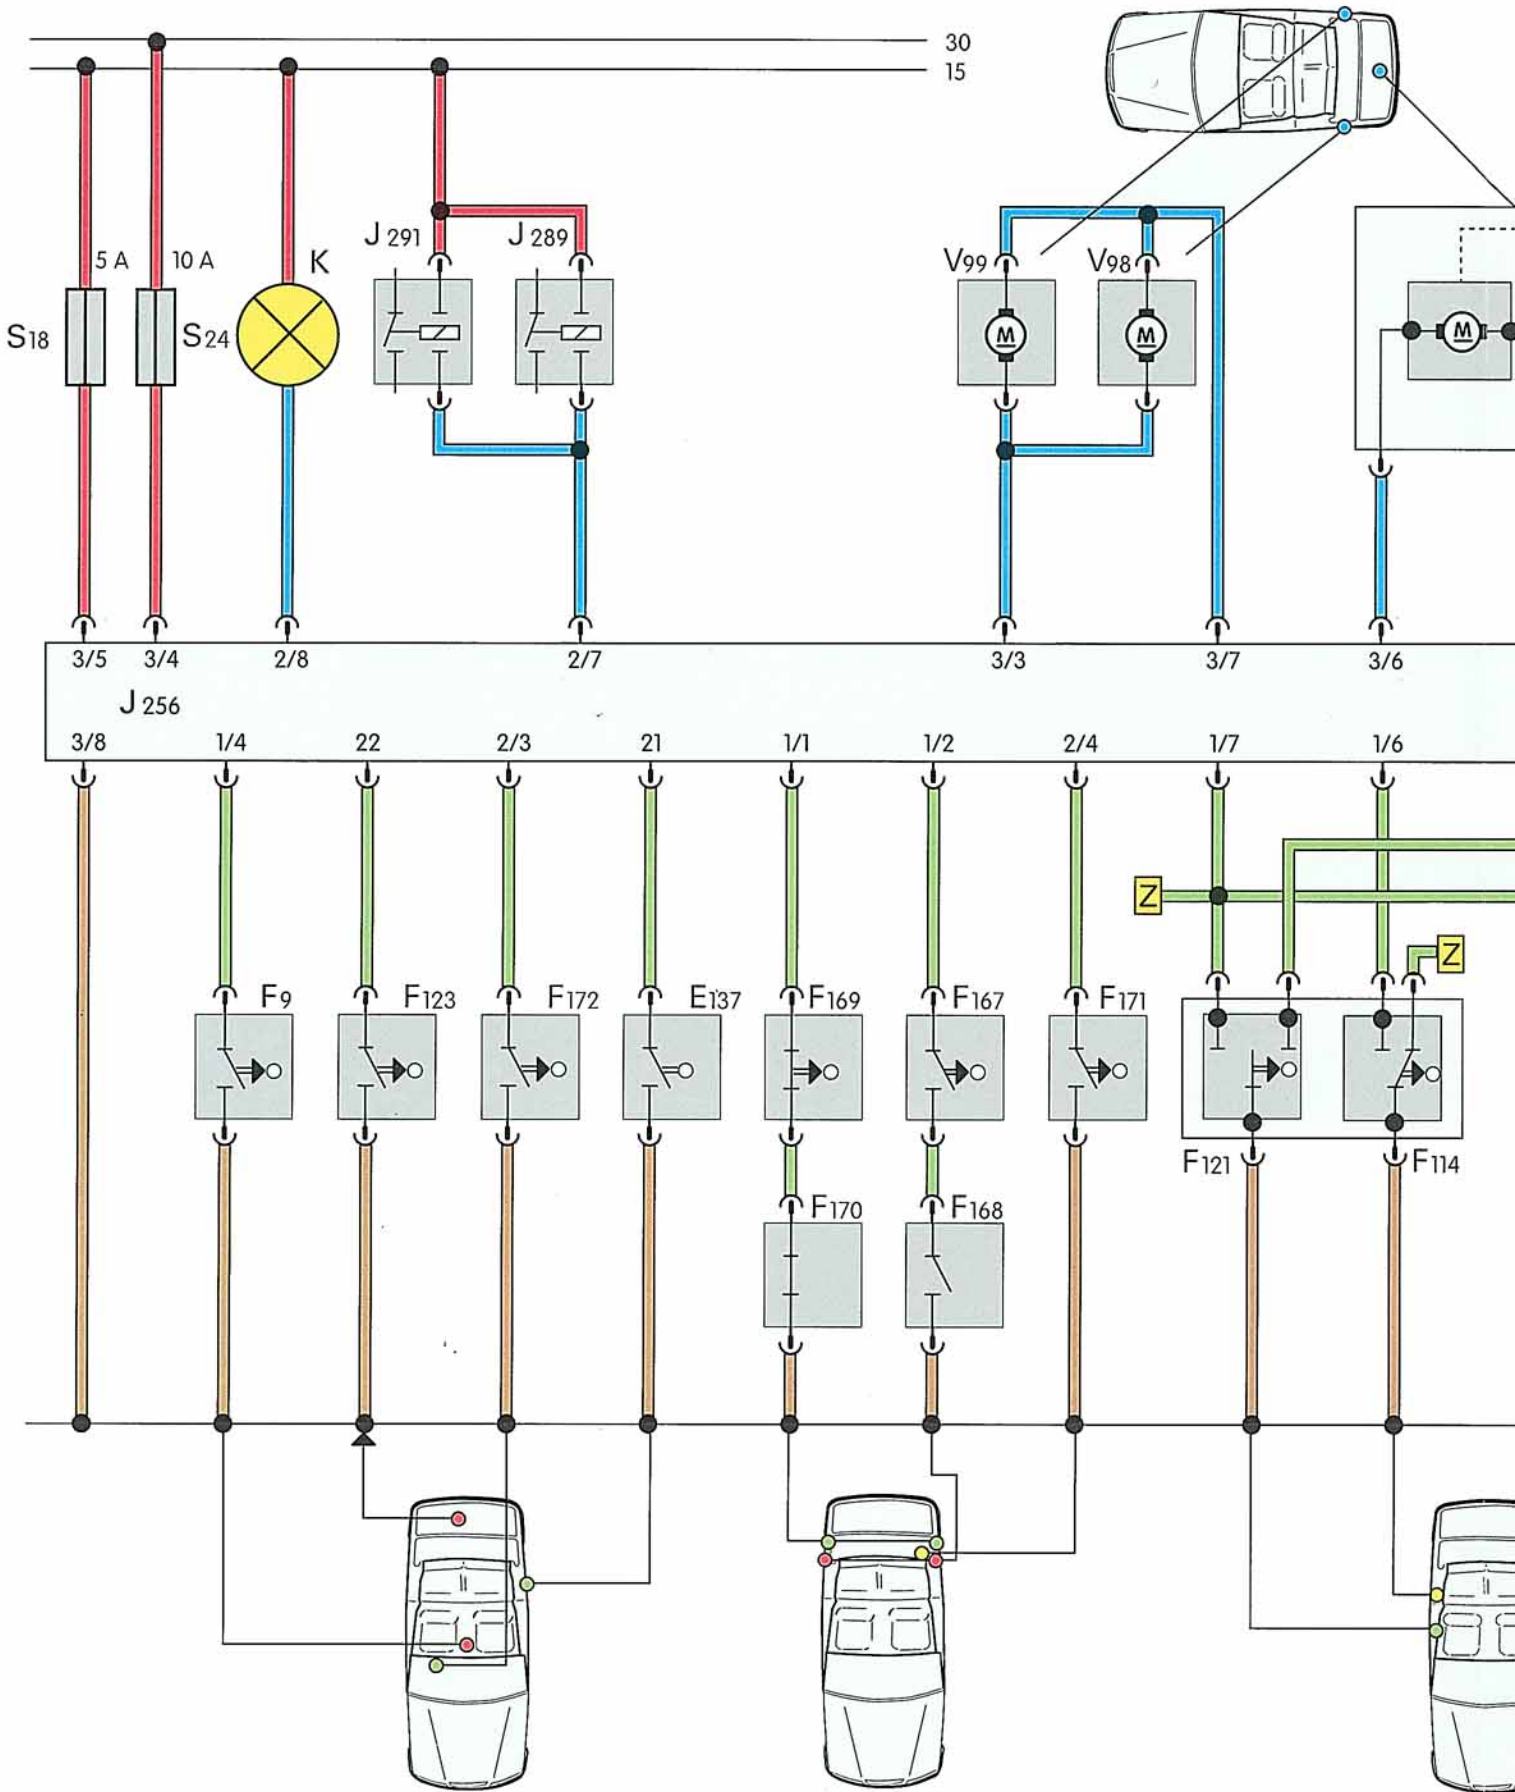 30
15
5 A
10 A
K
J 291
J 289
V99
V98
S18
S24
M
M
M
3/5
3/4
2/8
2/7
3/3
3/7
3/6
J 256
3/8
1/4
22
2/3
21
1/1
1/2
2/4
1/7
1/6
Z
Z
F9
F123
F172
E137
F169
F167
F171
F121
F114
F170
F168